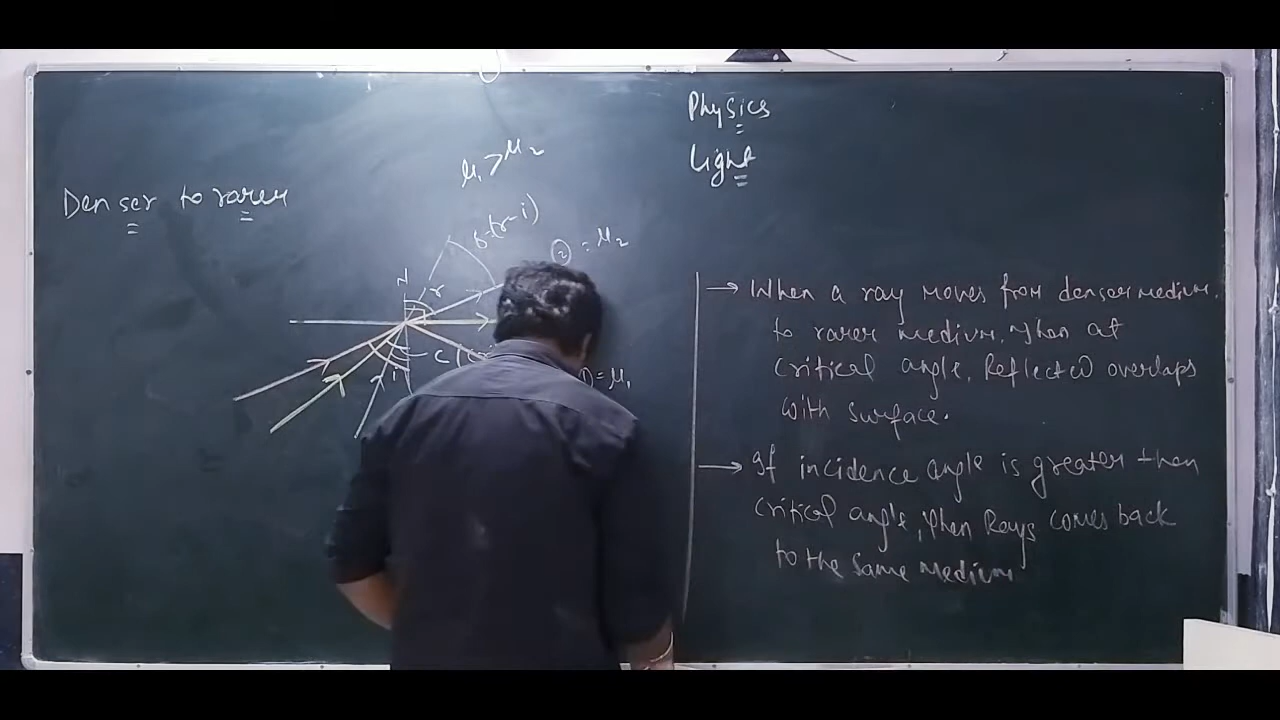 Physics
Light
μ₁ > μ₂
Denser to rarer
δ=(r-i)
② = μ₂
N
r
C
i
① = μ₁
→ When a ray moves from denser medium.
to rarer medium, then at
critical angle, Reflected overlaps
with surface.
→ If incidence angle is greater then
critical angle, then Rays comes back
to the same medium